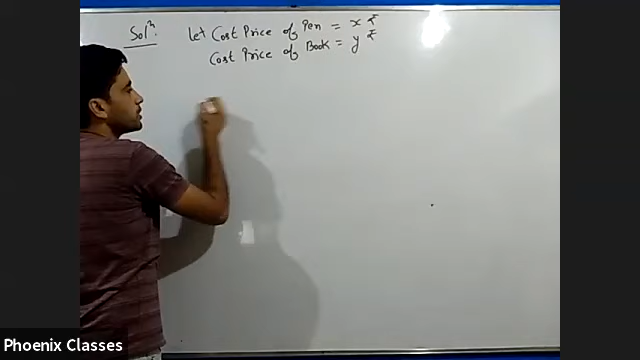 Solⁿ: Let Cost Price of Pen = x ₹
Cost Price of Book = y ₹
Phoenix Classes